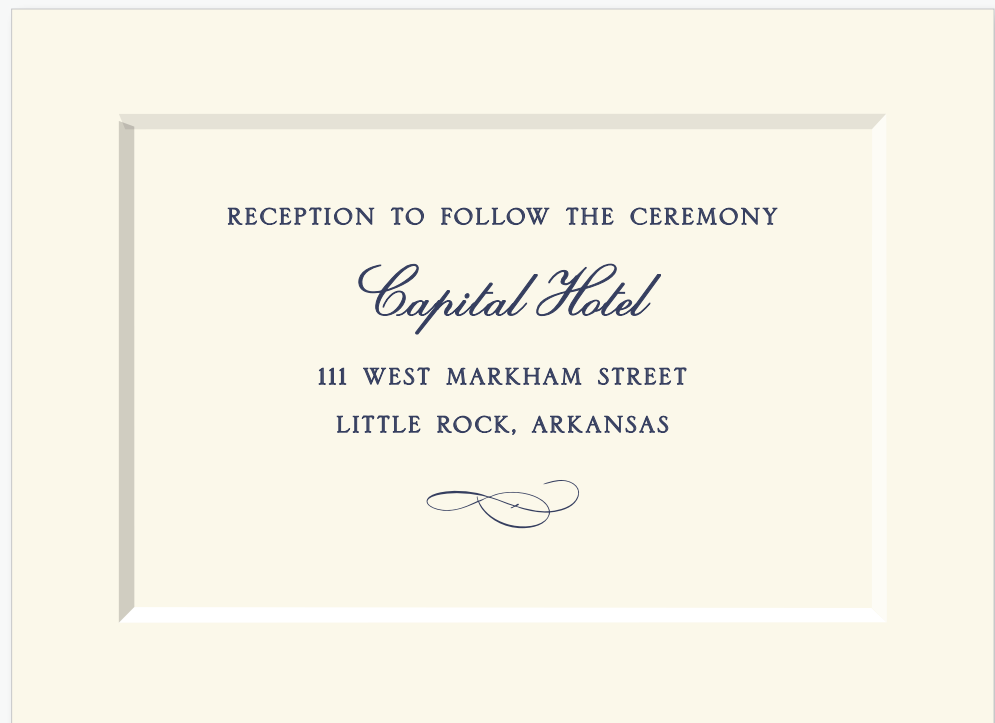 RECEPTION TO FOLLOW THE CEREMONY
Capital Hotel
111 WEST MARKHAM STREET
LITTLE ROCK, ARKANSAS